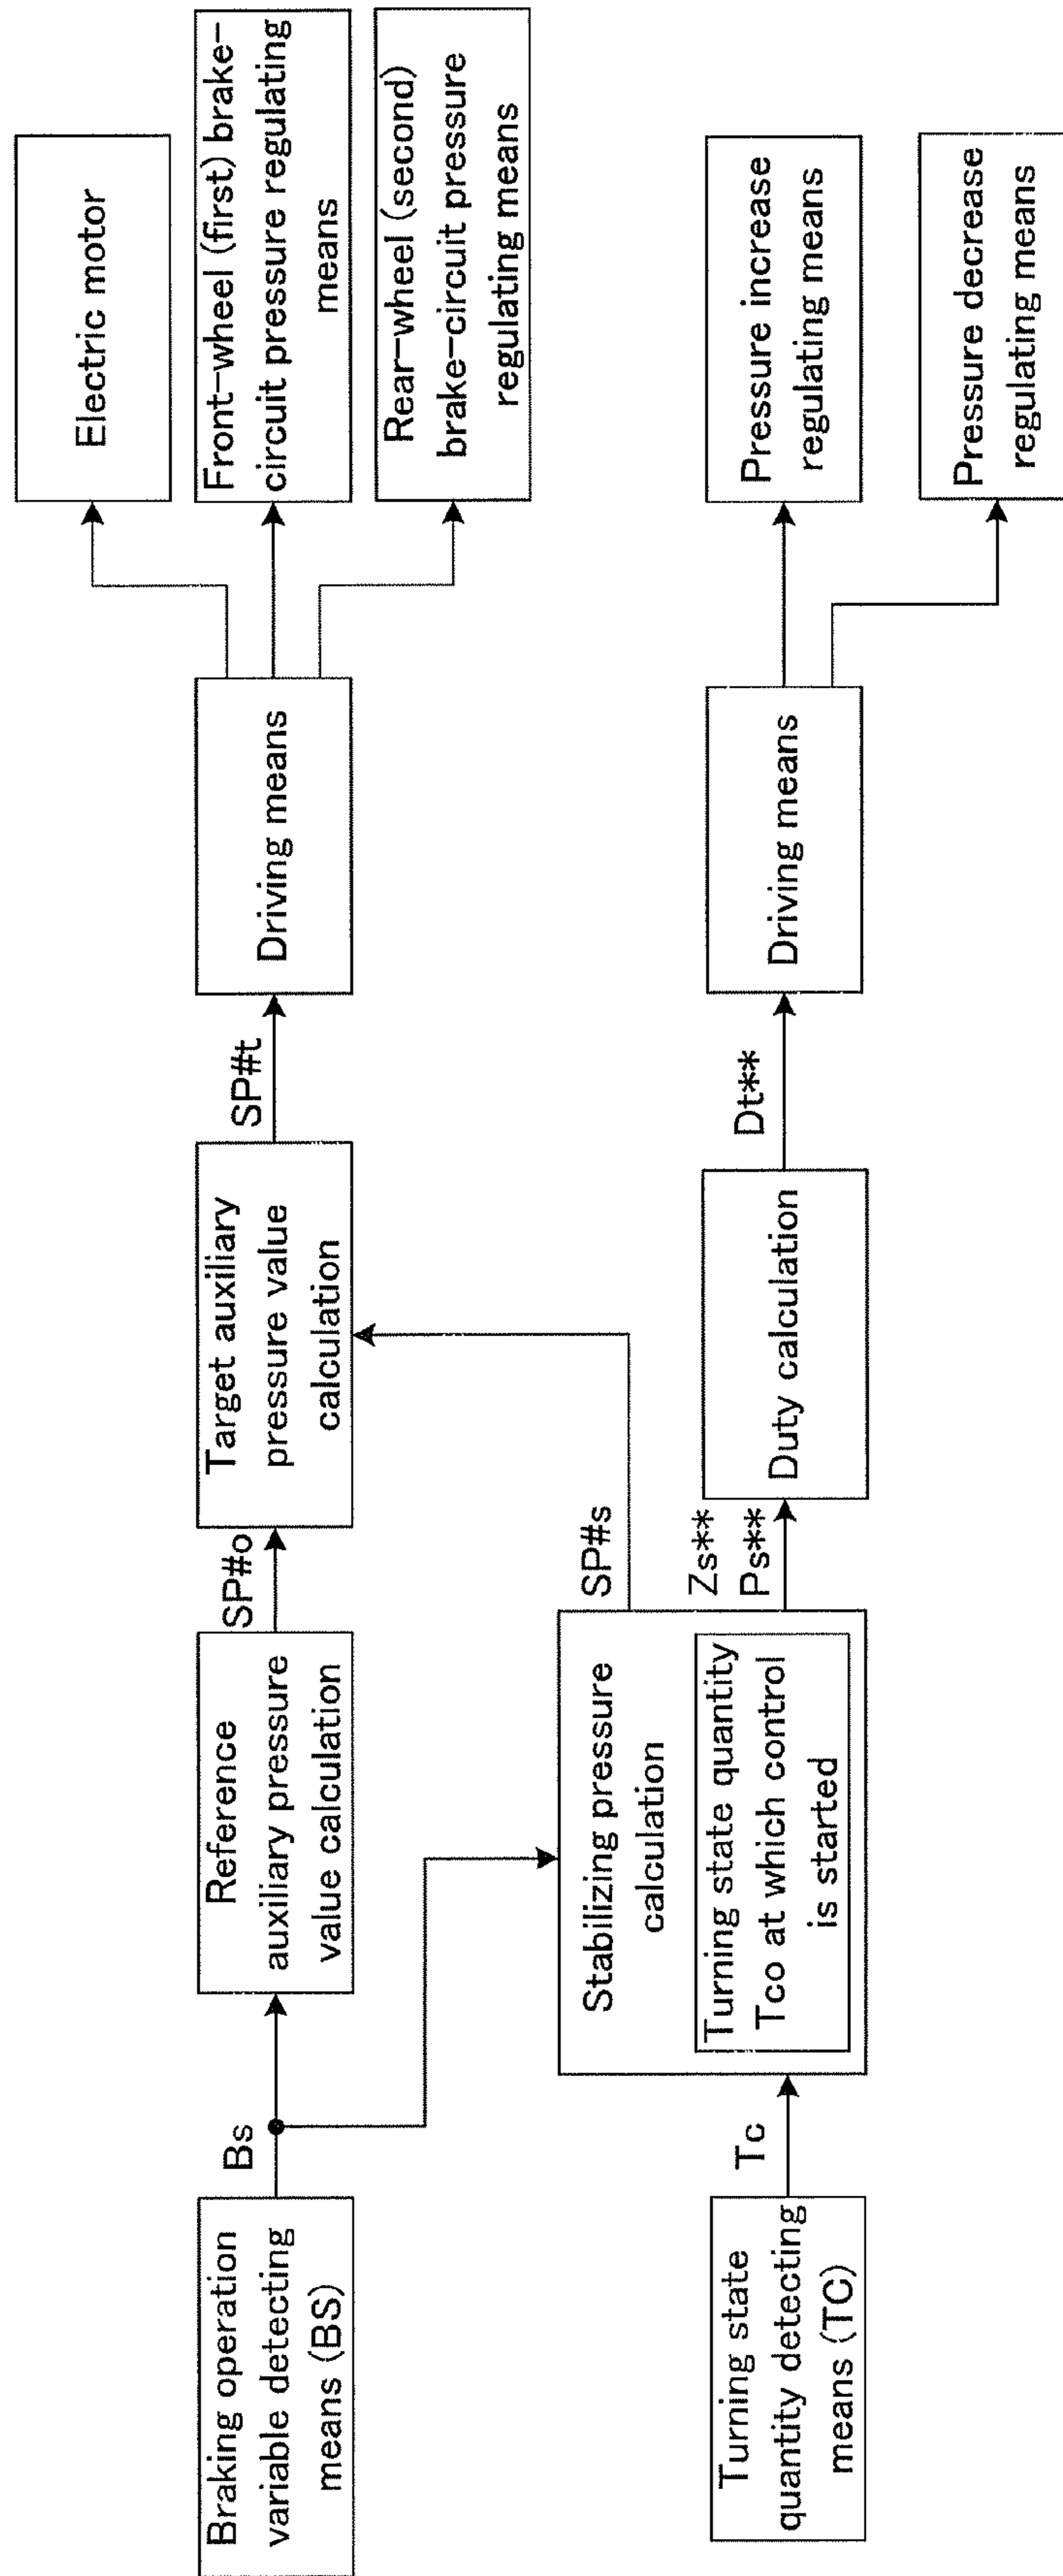 Braking operation
variable detecting
means (BS)
Bs
Reference
auxiliary pressure
value calculation
SP#o
Target auxiliary
pressure value
calculation
SP#t
Driving means
Electric motor
Front-wheel (first) brake-
circuit pressure regulating
means
Rear-wheel (second)
brake-circuit pressure
regulating means
Turning state
quantity detecting
means (TC)
Tc
Stabilizing pressure
calculation
Turning state quantity
Tco at which control
is started
SP#s
Zs**
Ps**
Duty calculation
Dt**
Driving means
Pressure increase
regulating means
Pressure decrease
regulating means